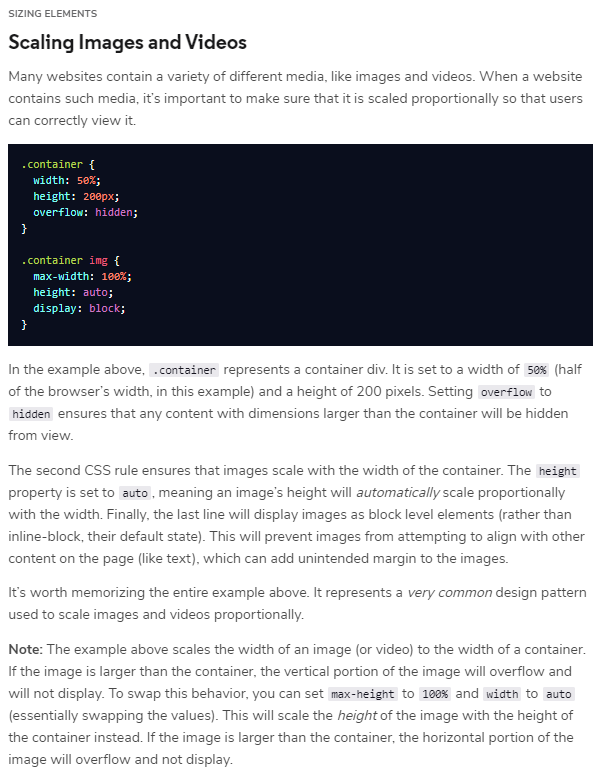 SIZING ELEMENTS
Scaling Images and Videos
Many websites contain a variety of different media, like images and videos. When a website
contains such media, it's important to make sure that it is scaled proportionally so that users
can correctly view it.
.container {
  width: 50%;
  height: 200px;
  overflow: hidden;
}

.container img {
  max-width: 100%;
  height: auto;
  display: block;
}
In the example above, .container represents a container div. It is set to a width of 50% (half
of the browser's width, in this example) and a height of 200 pixels. Setting overflow to
hidden ensures that any content with dimensions larger than the container will be hidden
from view.
The second CSS rule ensures that images scale with the width of the container. The height
property is set to auto, meaning an image's height will automatically scale proportionally
with the width. Finally, the last line will display images as block level elements (rather than
inline-block, their default state). This will prevent images from attempting to align with other
content on the page (like text), which can add unintended margin to the images.
It's worth memorizing the entire example above. It represents a very common design pattern
used to scale images and videos proportionally.
Note: The example above scales the width of an image (or video) to the width of a container.
If the image is larger than the container, the vertical portion of the image will overflow and
will not display. To swap this behavior, you can set max-height to 100% and width to auto
(essentially swapping the values). This will scale the height of the image with the height of
the container instead. If the image is larger than the container, the horizontal portion of the
image will overflow and not display.